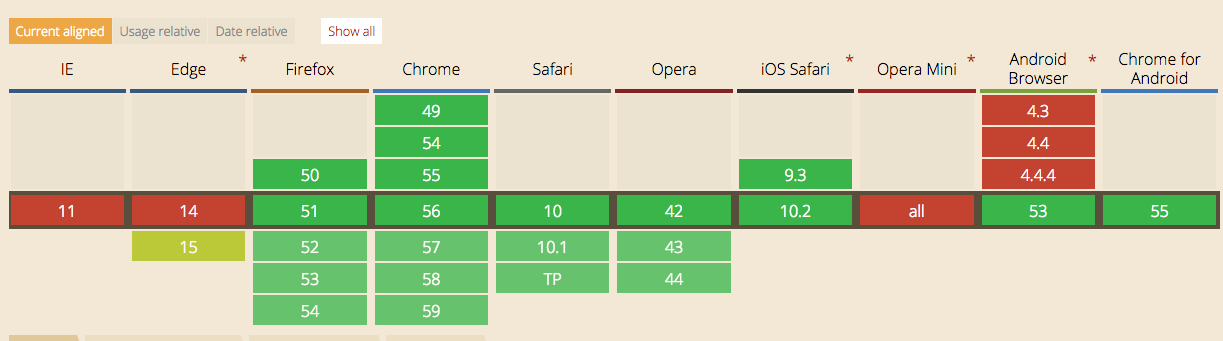 Current aligned Usage relative Date relative Show all
IE Edge * Firefox Chrome Safari Opera iOS Safari * Opera Mini * Android Browser * Chrome for Android
49 4.3
54 4.4
50 55 9.3 4.4.4
11 14 51 56 10 42 10.2 all 53 55
15 52 57 10.1 43
53 58 TP 44
54 59